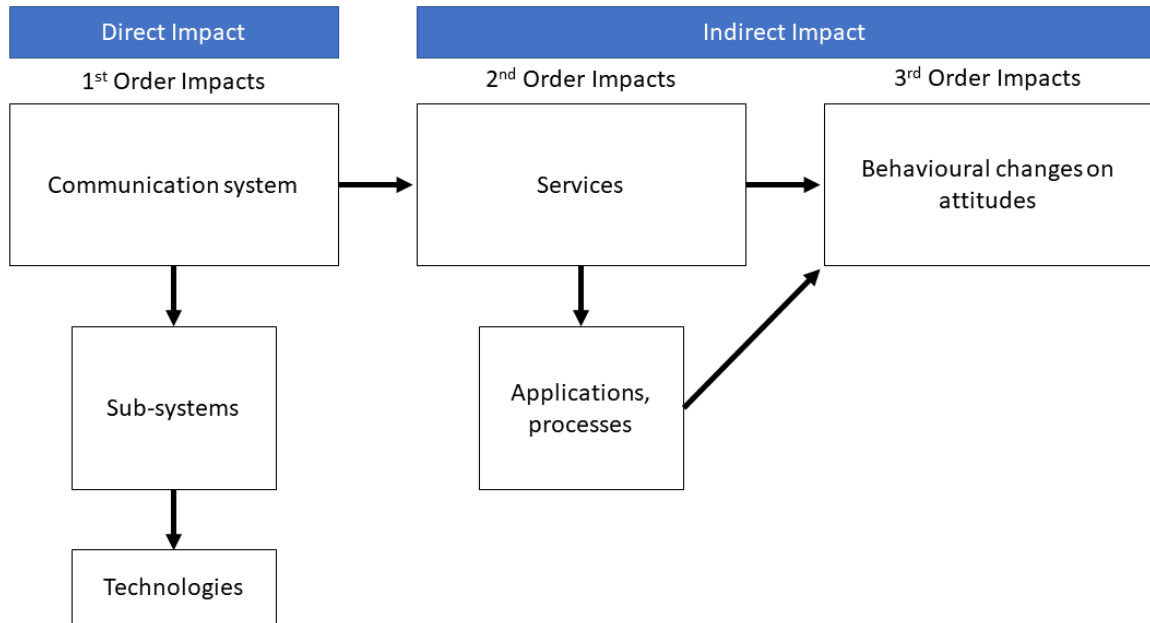 Direct Impact
Indirect Impact
1st Order Impacts
2nd Order Impacts
3rd Order Impacts
Communication system
Services
Behavioural changes on
attitudes
Sub-systems
Applications,
processes
Technologies